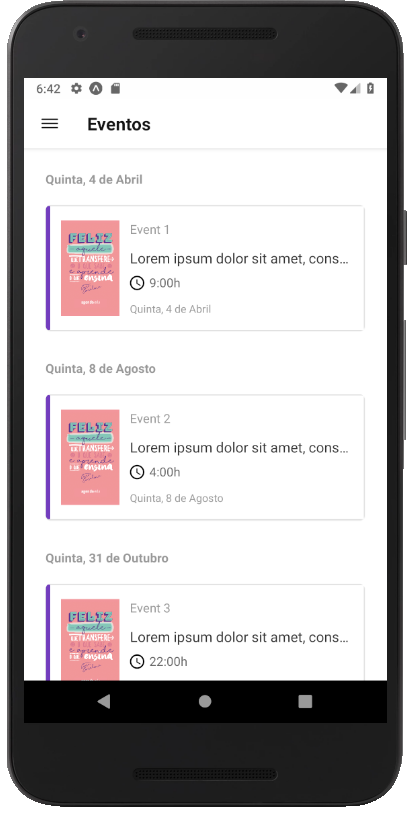 6:42
Eventos
Quinta, 4 de Abril
FELIZ
aquele
TRANSFERE
o que sabe
e aprende
o que ensina
Event 1
Lorem ipsum dolor sit amet, cons...
9:00h
Quinta, 4 de Abril
Quinta, 8 de Agosto
FELIZ
aquele
TRANSFERE
o que sabe
e aprende
o que ensina
Event 2
Lorem ipsum dolor sit amet, cons...
4:00h
Quinta, 8 de Agosto
Quinta, 31 de Outubro
FELIZ
aquele
TRANSFERE
o que sabe
e aprende
o que ensina
Event 3
Lorem ipsum dolor sit amet, cons...
22:00h